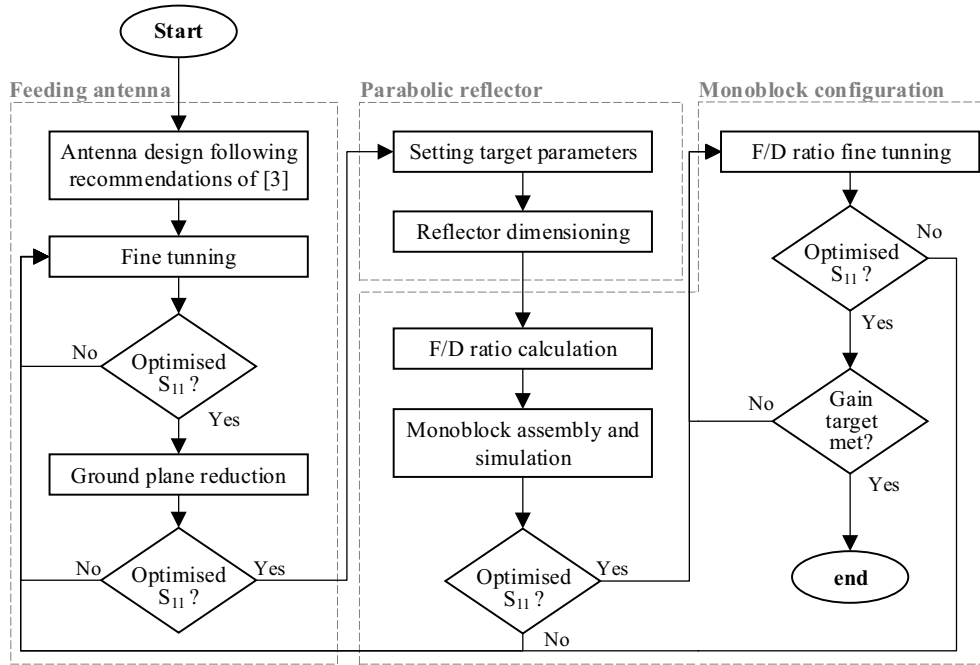 Start
Feeding antenna
Antenna design following
recommendations of [3]
Fine tunning
No
Optimised
S11 ?
Yes
Ground plane reduction
No
Optimised
S11 ?
Yes
Parabolic reflector
Setting target parameters
Reflector dimensioning
Monoblock configuration
F/D ratio calculation
Monoblock assembly and
simulation
Optimised
S11 ?
Yes
No
F/D ratio fine tunning
Optimised
S11 ?
No
Yes
No
Gain
target
met?
Yes
end